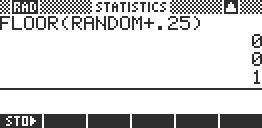 RAD STATISTICS
FLOOR(RANDOM+.25)
0
0
1
STO▶